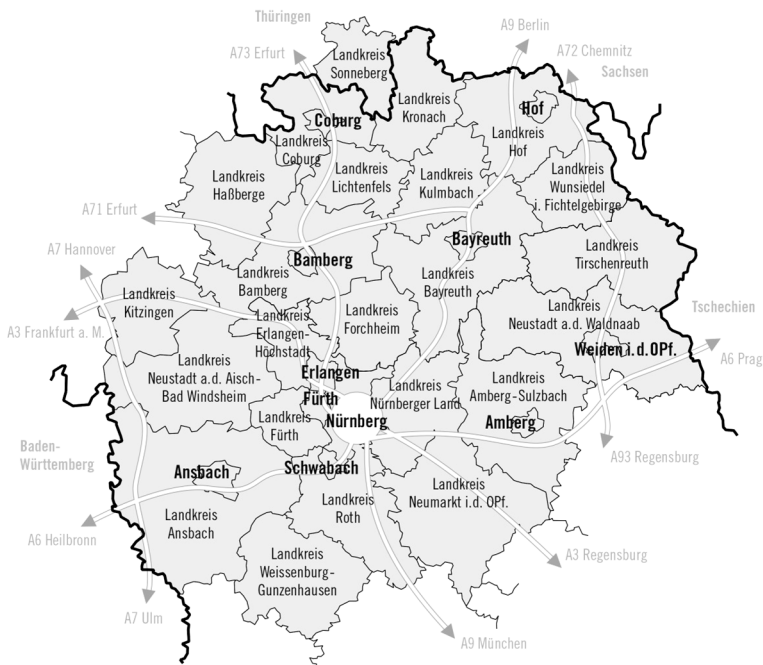 Thüringen
A9 Berlin
A73 Erfurt
A72 Chemnitz
Sachsen
Landkreis
Sonneberg
Landkreis
Kronach
Hof
Coburg
Landkreis
Hof
Landkreis
Coburg
Landkreis
Haßberge
Landkreis
Lichtenfels
Landkreis
Kulmbach
Landkreis
Wunsiedel
i. Fichtelgebirge
A71 Erfurt
A7 Hannover
Bayreuth
Landkreis
Tirschenreuth
Bamberg
Landkreis
Bamberg
Landkreis
Bayreuth
Landkreis
Kitzingen
A3 Frankfurt a. M.
Landkreis
Erlangen-
Höchstadt
Landkreis
Forchheim
Landkreis
Neustadt a.d. Waldnaab
Tschechien
Weiden i.d.OPf.
A6 Prag
Landkreis
Neustadt a.d. Aisch-
Bad Windsheim
Erlangen
Fürth
Nürnberg
Landkreis
Nürnberger Land
Landkreis
Amberg-Sulzbach
Amberg
Landkreis
Fürth
Baden-
Württemberg
A93 Regensburg
Ansbach
Schwabach
Landkreis
Neumarkt i.d. OPf.
Landkreis
Roth
Landkreis
Ansbach
A6 Heilbronn
A3 Regensburg
Landkreis
Weissenburg-
Gunzenhausen
A7 Ulm
A9 München